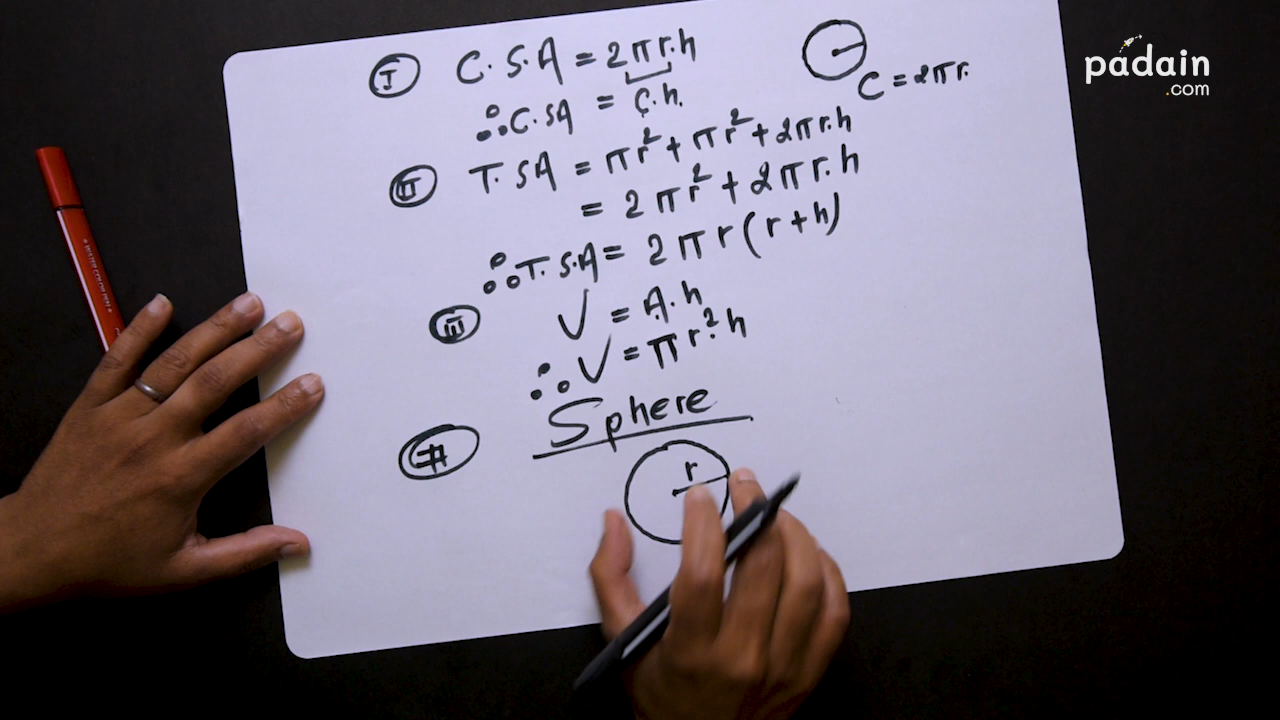 Ⓘ C.S.A = 2πr.h
∴ C.SA = C.h.
C = 2πr.
Ⓘⓘ T.SA = πr² + πr² + 2πr.h
= 2πr² + 2πr.h
∴ T.S.A = 2πr(r+h)
Ⓘⓘⓘ V = A.h
∴ V = πr².h
# Sphere
r
padain
.com